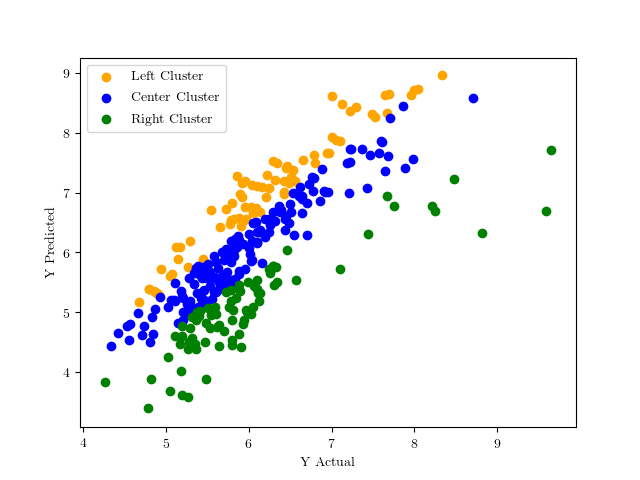 Left Cluster
Center Cluster
Right Cluster
9
8
7
6
5
4
Y Predicted
4 5 6 7 8 9
Y Actual